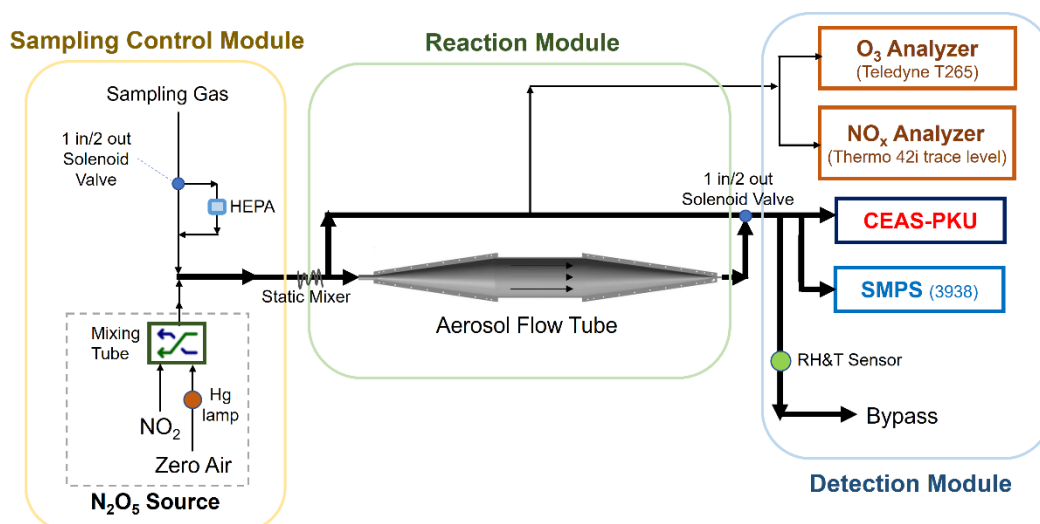 Sampling Control Module
Sampling Gas
1 in/2 out
Solenoid
Valve
HEPA
Static Mixer
Mixing
Tube
Hg
lamp
NO₂
Zero Air
N₂O₅ Source
Reaction Module
1 in/2 out
Solenoid Valve
Aerosol Flow Tube
O₃ Analyzer
(Teledyne T265)
NOₓ Analyzer
(Thermo 42i trace level)
CEAS-PKU
SMPS (3938)
RH&T Sensor
Bypass
Detection Module